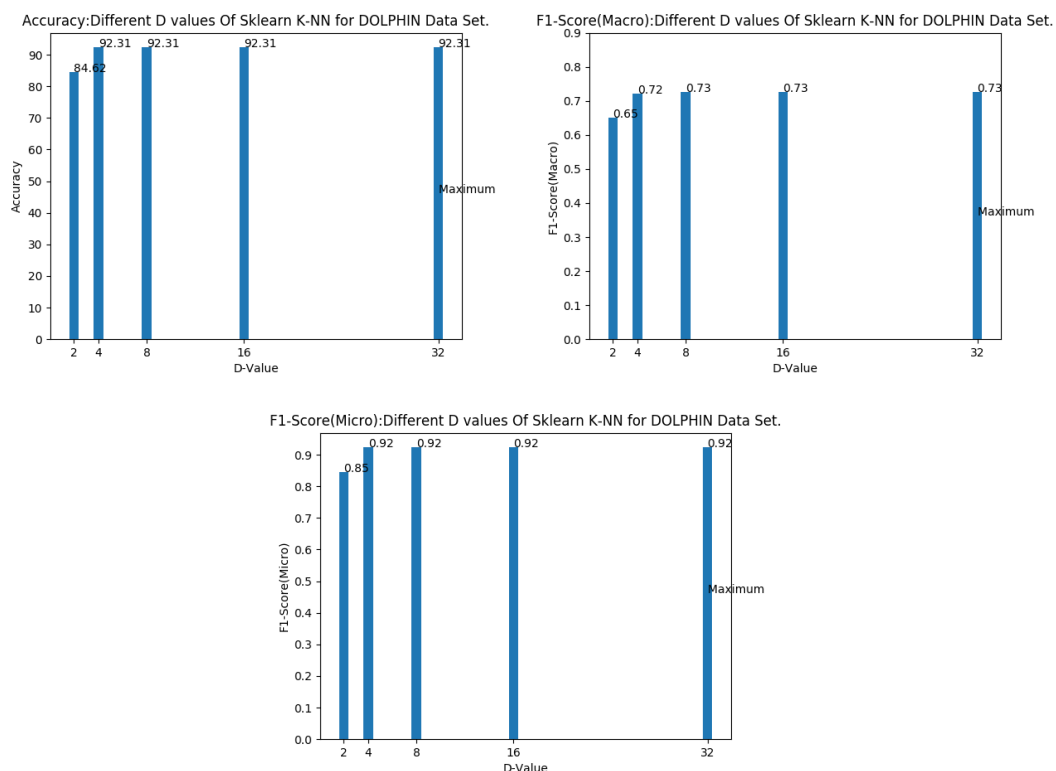 Accuracy:Different D values Of Sklearn K-NN for DOLPHIN Data Set.
92.31 92.31 92.31 92.31
84.62
90
80
70
60
50
40
30
20
10
0
Accuracy
Maximum
2 4 8 16 32
D-Value
F1-Score(Macro):Different D values Of Sklearn K-NN for DOLPHIN Data Set.
0.9
0.8
0.7
0.6
0.5
0.4
0.3
0.2
0.1
0.0
F1-Score(Macro)
0.65 0.72 0.73 0.73 0.73
Maximum
2 4 8 16 32
D-Value
F1-Score(Micro):Different D values Of Sklearn K-NN for DOLPHIN Data Set.
0.92 0.92 0.92 0.92
0.85
0.9
0.8
0.7
0.6
0.5
0.4
0.3
0.2
0.1
0.0
F1-Score(Micro)
Maximum
2 4 8 16 32
D-Value